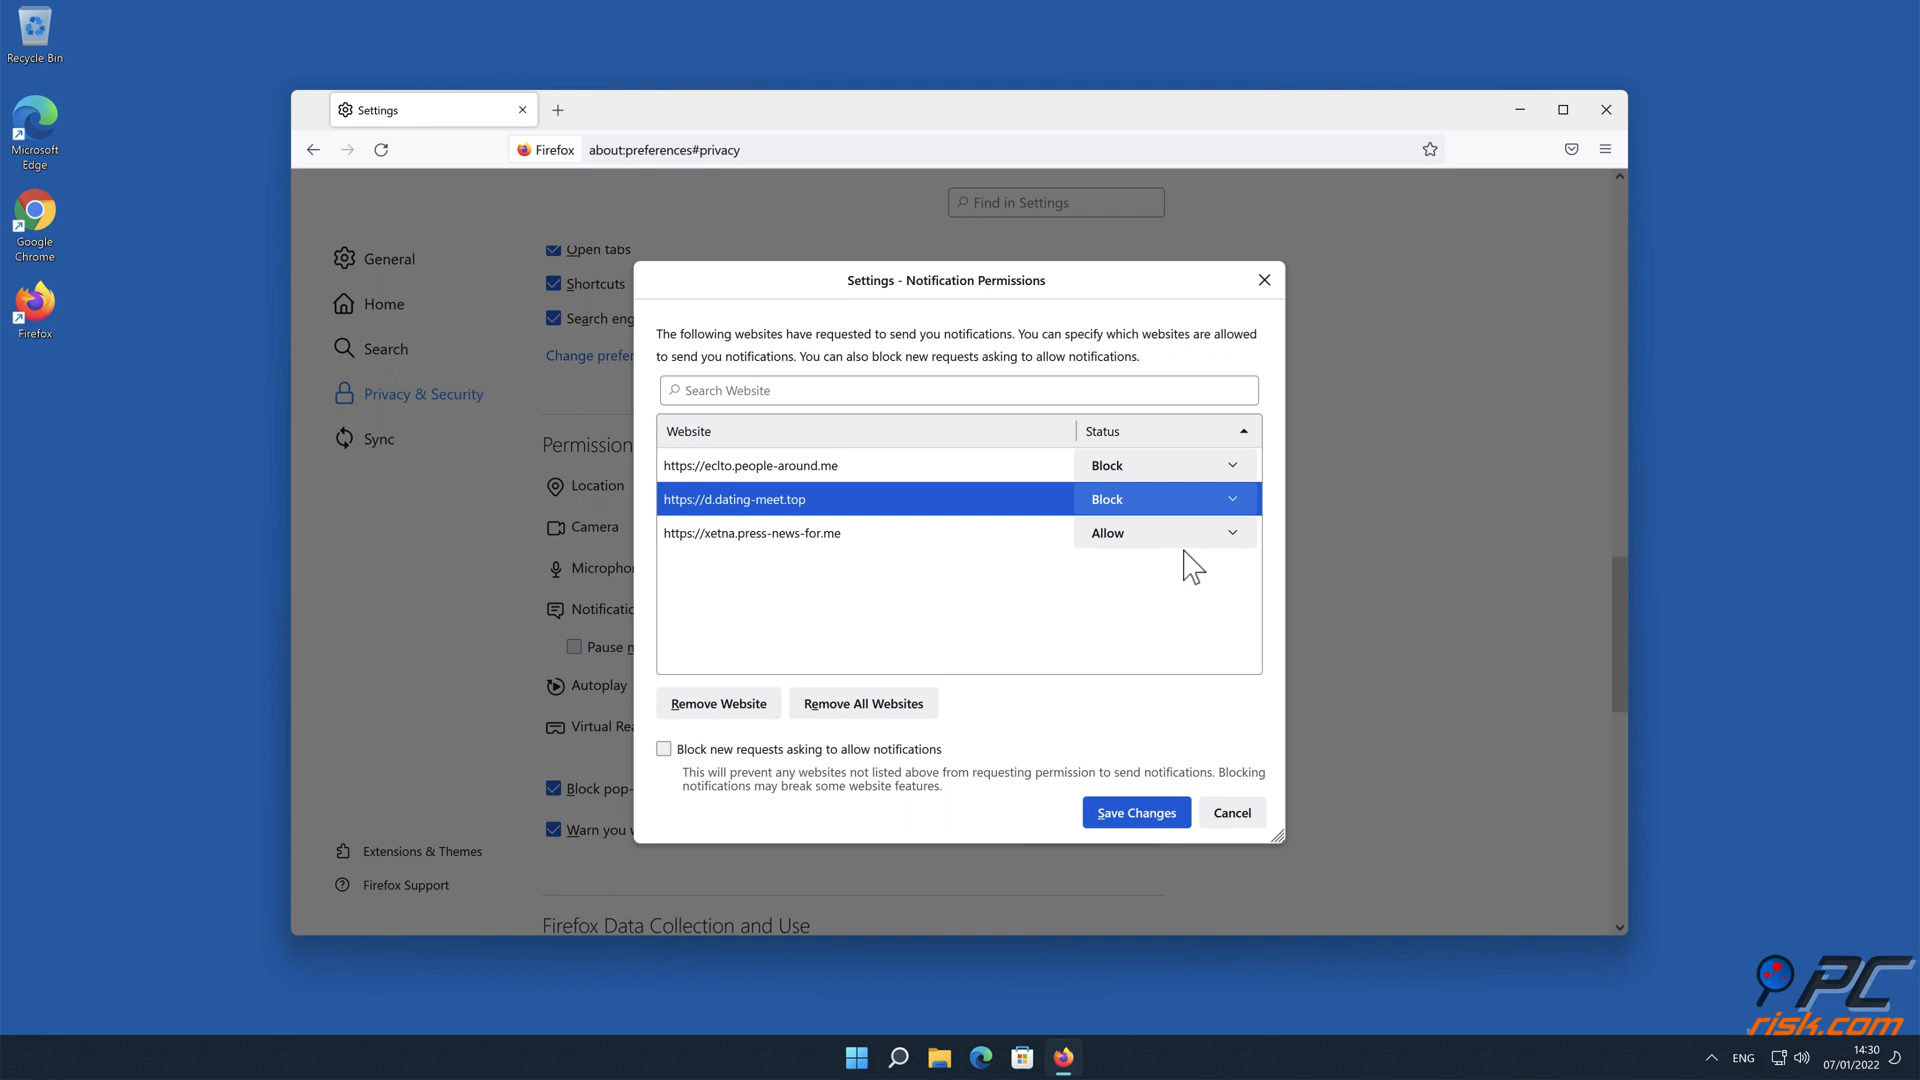 Recycle Bin
Microsoft
Edge
Google
Chrome
Firefox
Settings
Firefox
about:preferences#privacy
Find in Settings
General
Home
Search
Privacy & Security
Sync
Extensions & Themes
Firefox Support
Open tabs
Shortcuts
Search eng
Change prefer
Permission
Location
Camera
Microphon
Notificatio
Pause n
Autoplay
Virtual Rea
Block pop-
Warn you w
Firefox Data Collection and Use
Settings - Notification Permissions
The following websites have requested to send you notifications. You can specify which websites are allowed
to send you notifications. You can also block new requests asking to allow notifications.
Search Website
Website Status
https://eclto.people-around.me Block
https://d.dating-meet.top Block
https://xetna.press-news-for.me Allow
Remove Website Remove All Websites
Block new requests asking to allow notifications
This will prevent any websites not listed above from requesting permission to send notifications. Blocking
notifications may break some website features.
Save Changes Cancel
PC
risk.com
ENG
14:30
07/01/2022